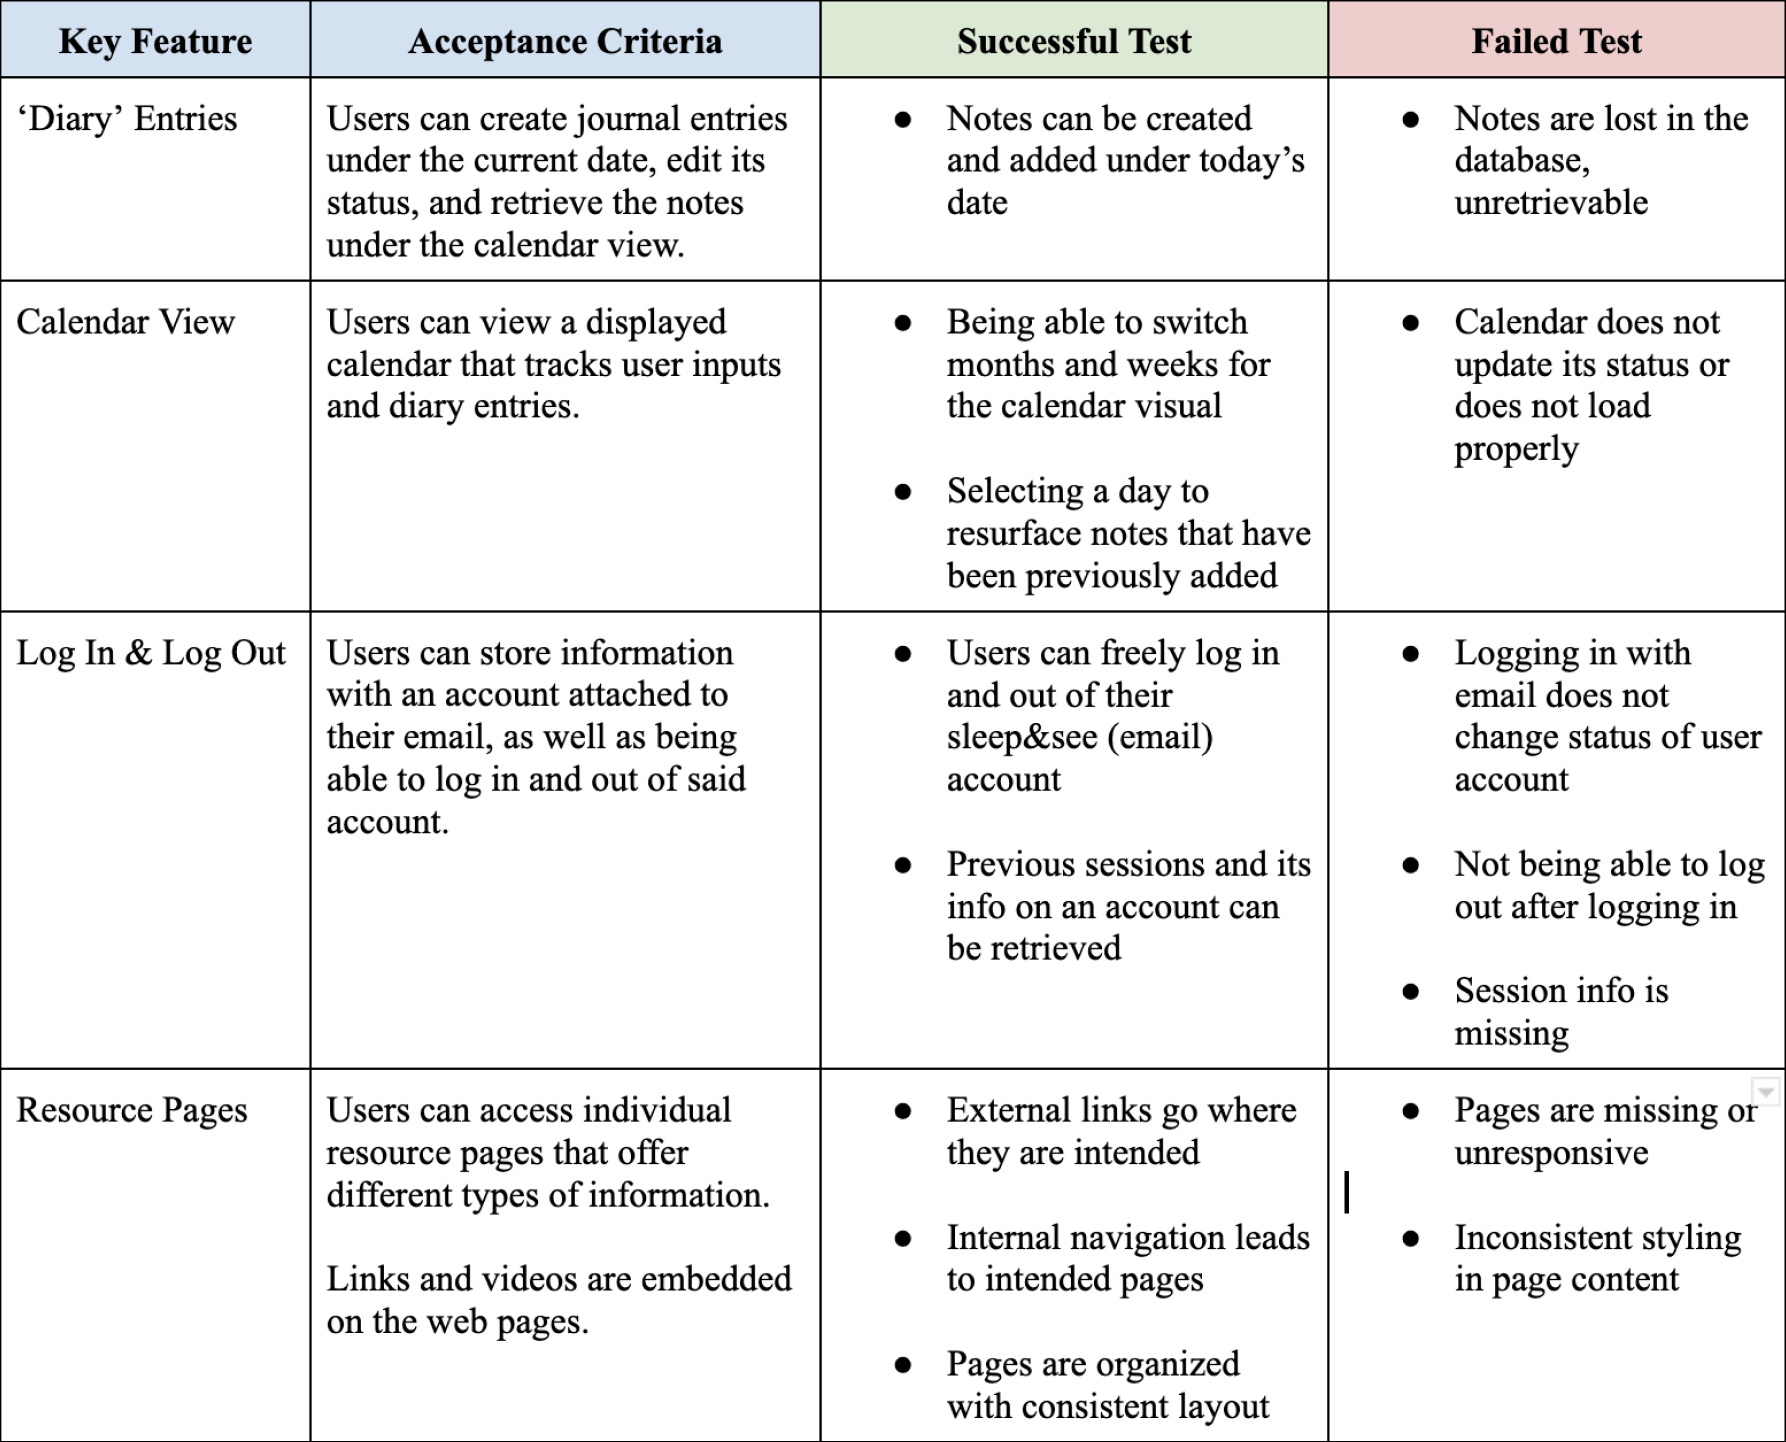 Key Feature
Acceptance Criteria
Successful Test
Failed Test
‘Diary’ Entries
Users can create journal entries
under the current date, edit its
status, and retrieve the notes
under the calendar view.
● Notes can be created
and added under today’s
date
● Notes are lost in the
database,
unretrievable
Calendar View
Users can view a displayed
calendar that tracks user inputs
and diary entries.
● Being able to switch
months and weeks for
the calendar visual
● Selecting a day to
resurface notes that have
been previously added
● Calendar does not
update its status or
does not load
properly
Log In & Log Out
Users can store information
with an account attached to
their email, as well as being
able to log in and out of said
account.
● Users can freely log in
and out of their
sleep&see (email)
account
● Previous sessions and its
info on an account can
be retrieved
● Logging in with
email does not
change status of user
account
● Not being able to log
out after logging in
● Session info is
missing
Resource Pages
Users can access individual
resource pages that offer
different types of information.
Links and videos are embedded
on the web pages.
● External links go where
they are intended
● Internal navigation leads
to intended pages
● Pages are organized
with consistent layout
● Pages are missing or
unresponsive
● Inconsistent styling
in page content